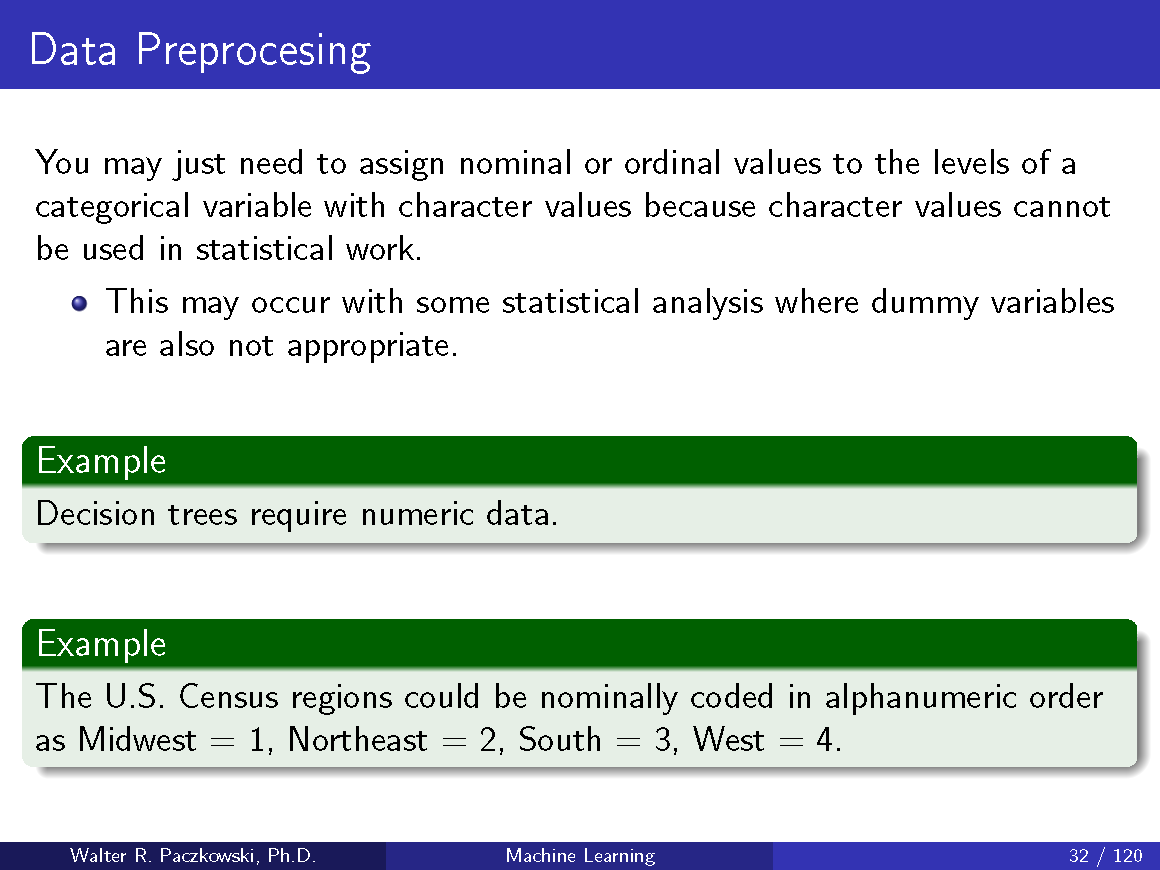 Data Preprocesing
You may just need to assign nominal or ordinal values to the levels of a
categorical variable with character values because character values cannot
be used in statistical work.
This may occur with some statistical analysis where dummy variables
are also not appropriate.
Example
Decision trees require numeric data.
Example
The U.S. Census regions could be nominally coded in alphanumeric order
as Midwest = 1, Northeast = 2, South = 3, West = 4.
Walter R. Paczkowski, Ph.D. Machine Learning 32 / 120